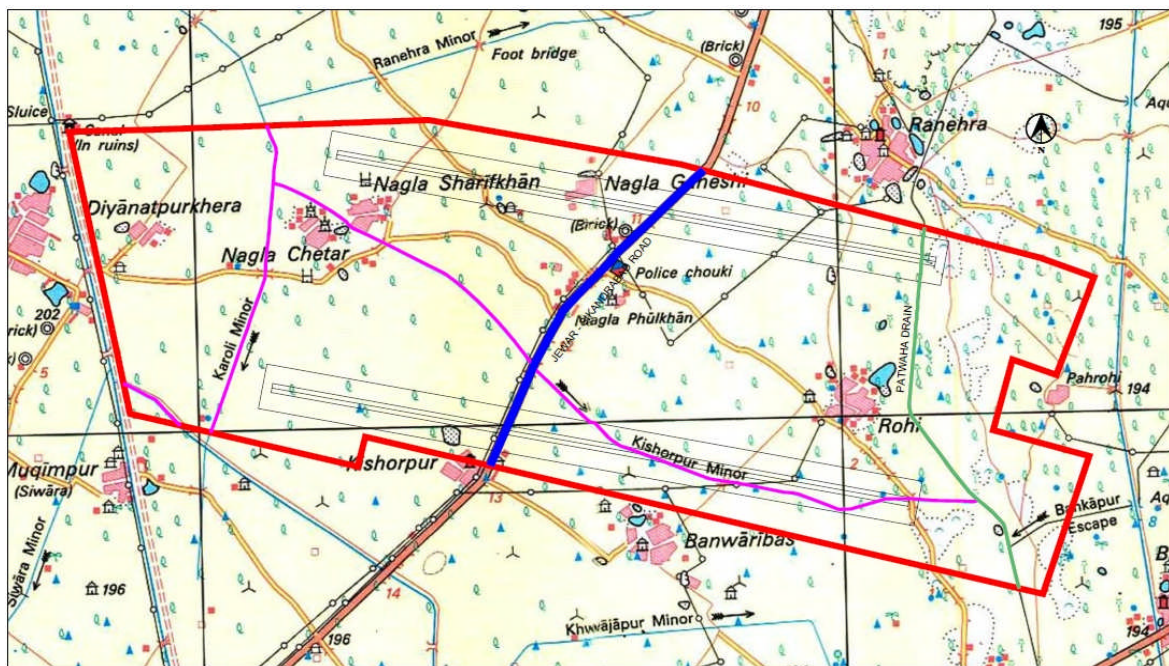 195
Ranehra Minor
Foot bridge
(Brick)
1
10
Sluice
Canal
(In ruins)
Ranehra
N
Diyānatpurkhera
Nagla Sharifkhān
Nagla Ganeshi
(Brick)
11
Nagla Chetar
Police chouki
JEWAR - SIKANDRABAD ROAD
Nagla Phūlkhān
202
5
Karoli Minor
PATWAHA DRAIN
Pahrohi
194
Rohi
Muqimpur
(Siwāra)
Kishorpur
13
Kishorpur Minor
2
Bankāpur
Escape
8
Siwāra Minor
196
Banwāribas
14
Khwājāpur Minor
196
194